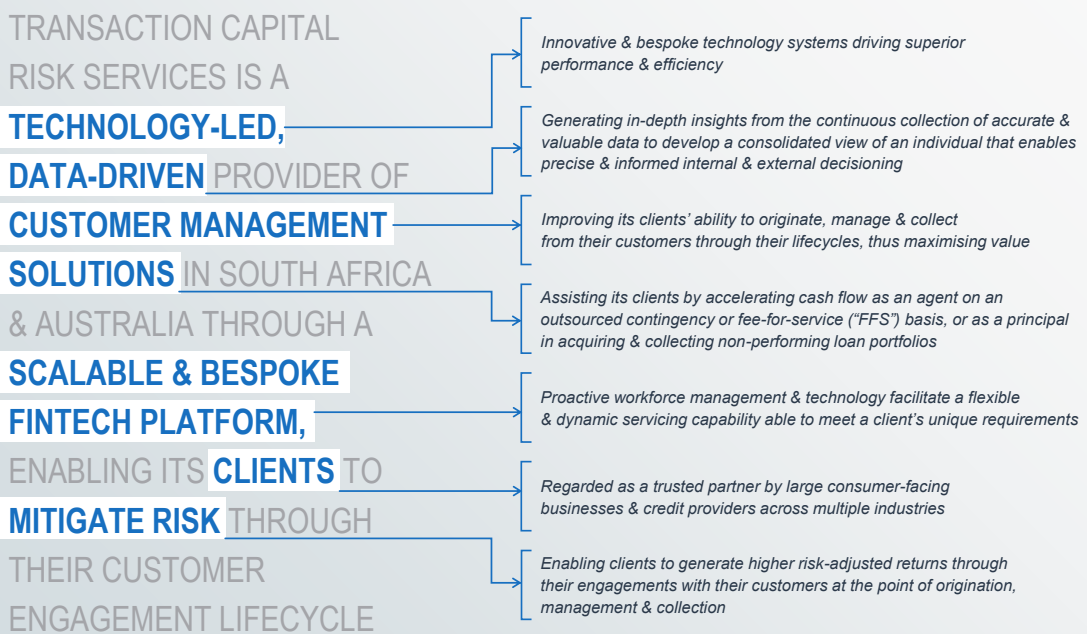 TRANSACTION CAPITAL
RISK SERVICES IS A
TECHNOLOGY-LED,
DATA-DRIVEN PROVIDER OF
CUSTOMER MANAGEMENT
SOLUTIONS IN SOUTH AFRICA
& AUSTRALIA THROUGH A
SCALABLE & BESPOKE
FINTECH PLATFORM,
ENABLING ITS CLIENTS TO
MITIGATE RISK THROUGH
THEIR CUSTOMER
ENGAGEMENT LIFECYCLE
Innovative & bespoke technology systems driving superior
performance & efficiency
Generating in-depth insights from the continuous collection of accurate &
valuable data to develop a consolidated view of an individual that enables
precise & informed internal & external decisioning
Improving its clients’ ability to originate, manage & collect
from their customers through their lifecycles, thus maximising value
Assisting its clients by accelerating cash flow as an agent on an
outsourced contingency or fee-for-service (“FFS”) basis, or as a principal
in acquiring & collecting non-performing loan portfolios
Proactive workforce management & technology facilitate a flexible
& dynamic servicing capability able to meet a client’s unique requirements
Regarded as a trusted partner by large consumer-facing
businesses & credit providers across multiple industries
Enabling clients to generate higher risk-adjusted returns through
their engagements with their customers at the point of origination,
management & collection